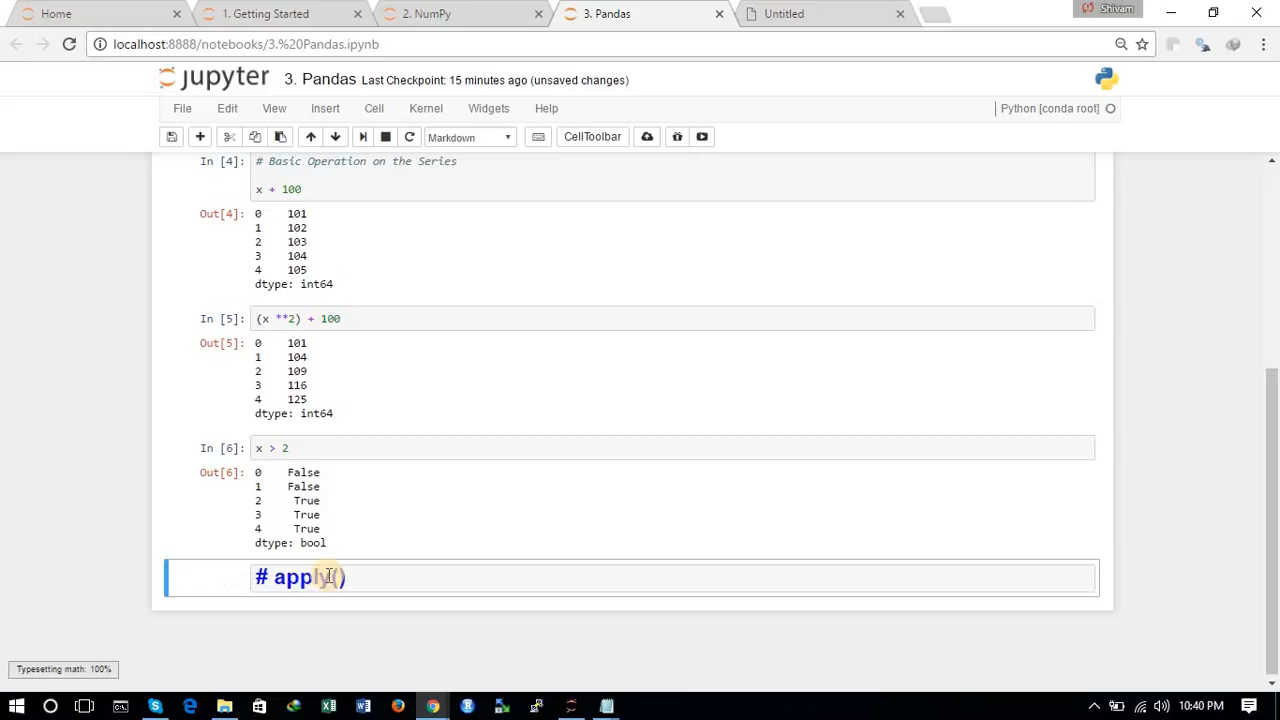 Home
1. Getting Started
2. NumPy
3. Pandas
Untitled
Shivam
localhost:8888/notebooks/3.%20Pandas.ipynb
jupyter 3. Pandas Last Checkpoint: 15 minutes ago (unsaved changes)
File Edit View Insert Cell Kernel Widgets Help Python [conda root]
Markdown CellToolbar
In [4]: # Basic Operation on the Series
x + 100
Out[4]: 0 101
1 102
2 103
3 104
4 105
dtype: int64
In [5]: (x **2) + 100
Out[5]: 0 101
1 104
2 109
3 116
4 125
dtype: int64
In [6]: x > 2
Out[6]: 0 False
1 False
2 True
3 True
4 True
dtype: bool
# apply()
Typesetting math: 100%
10:40 PM